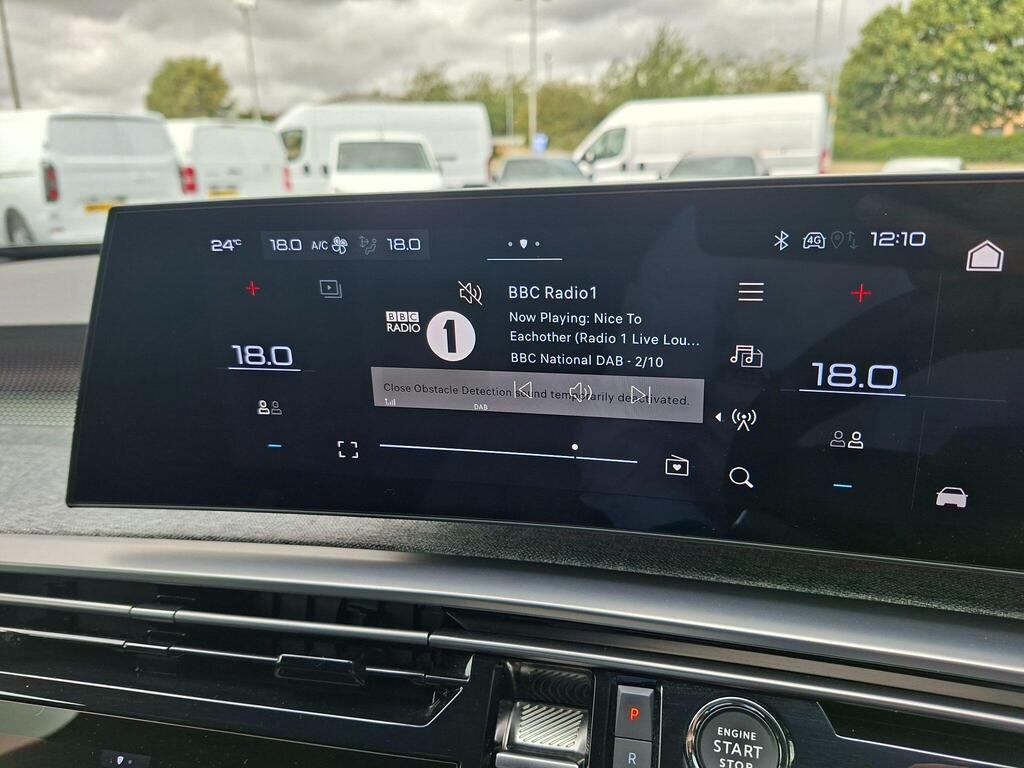 24°C
18.0 A/C 18.0
4G 12:10
BBC
RADIO
1
BBC Radio1
Now Playing: Nice To
Eachother (Radio 1 Live Lou...
BBC National DAB - 2/10
18.0
18.0
Close Obstacle Detection sound temporarily deactivated.
DAB
P
R
ENGINE
START
STOP